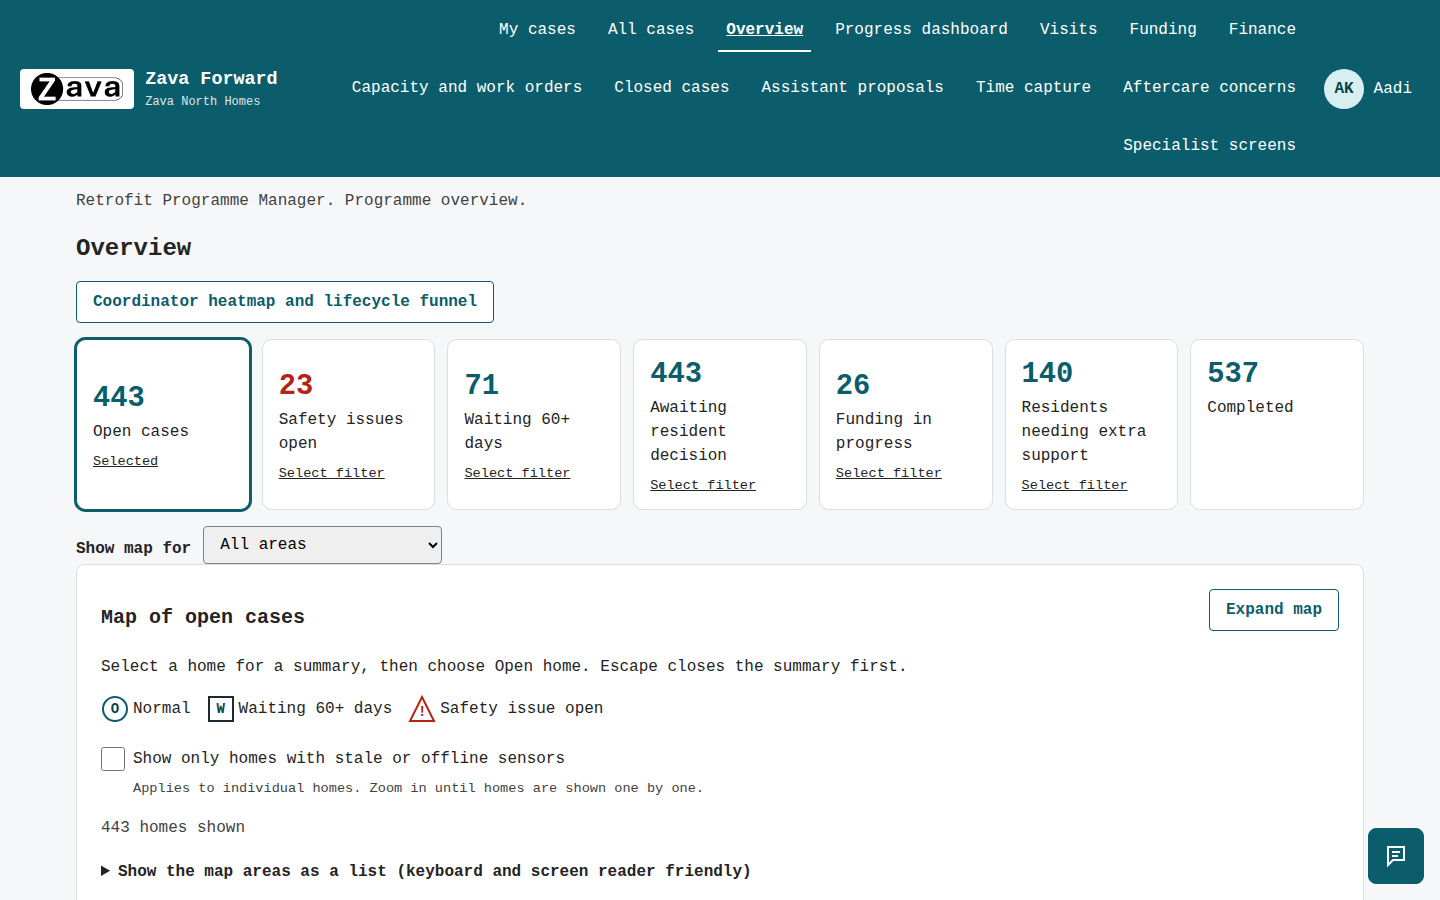 My cases All cases Overview Progress dashboard Visits Funding Finance
Zava
Zava Forward
Zava North Homes
Capacity and work orders Closed cases Assistant proposals Time capture Aftercare concerns
AK Aadi
Specialist screens
Retrofit Programme Manager. Programme overview.
Overview
Coordinator heatmap and lifecycle funnel
443
Open cases
Selected
23
Safety issues
open
Select filter
71
Waiting 60+
days
Select filter
443
Awaiting
resident
decision
Select filter
26
Funding in
progress
Select filter
140
Residents
needing extra
support
Select filter
537
Completed
Show map for All areas
Map of open cases
Expand map
Select a home for a summary, then choose Open home. Escape closes the summary first.
O Normal W Waiting 60+ days ! Safety issue open
Show only homes with stale or offline sensors
Applies to individual homes. Zoom in until homes are shown one by one.
443 homes shown
Show the map areas as a list (keyboard and screen reader friendly)